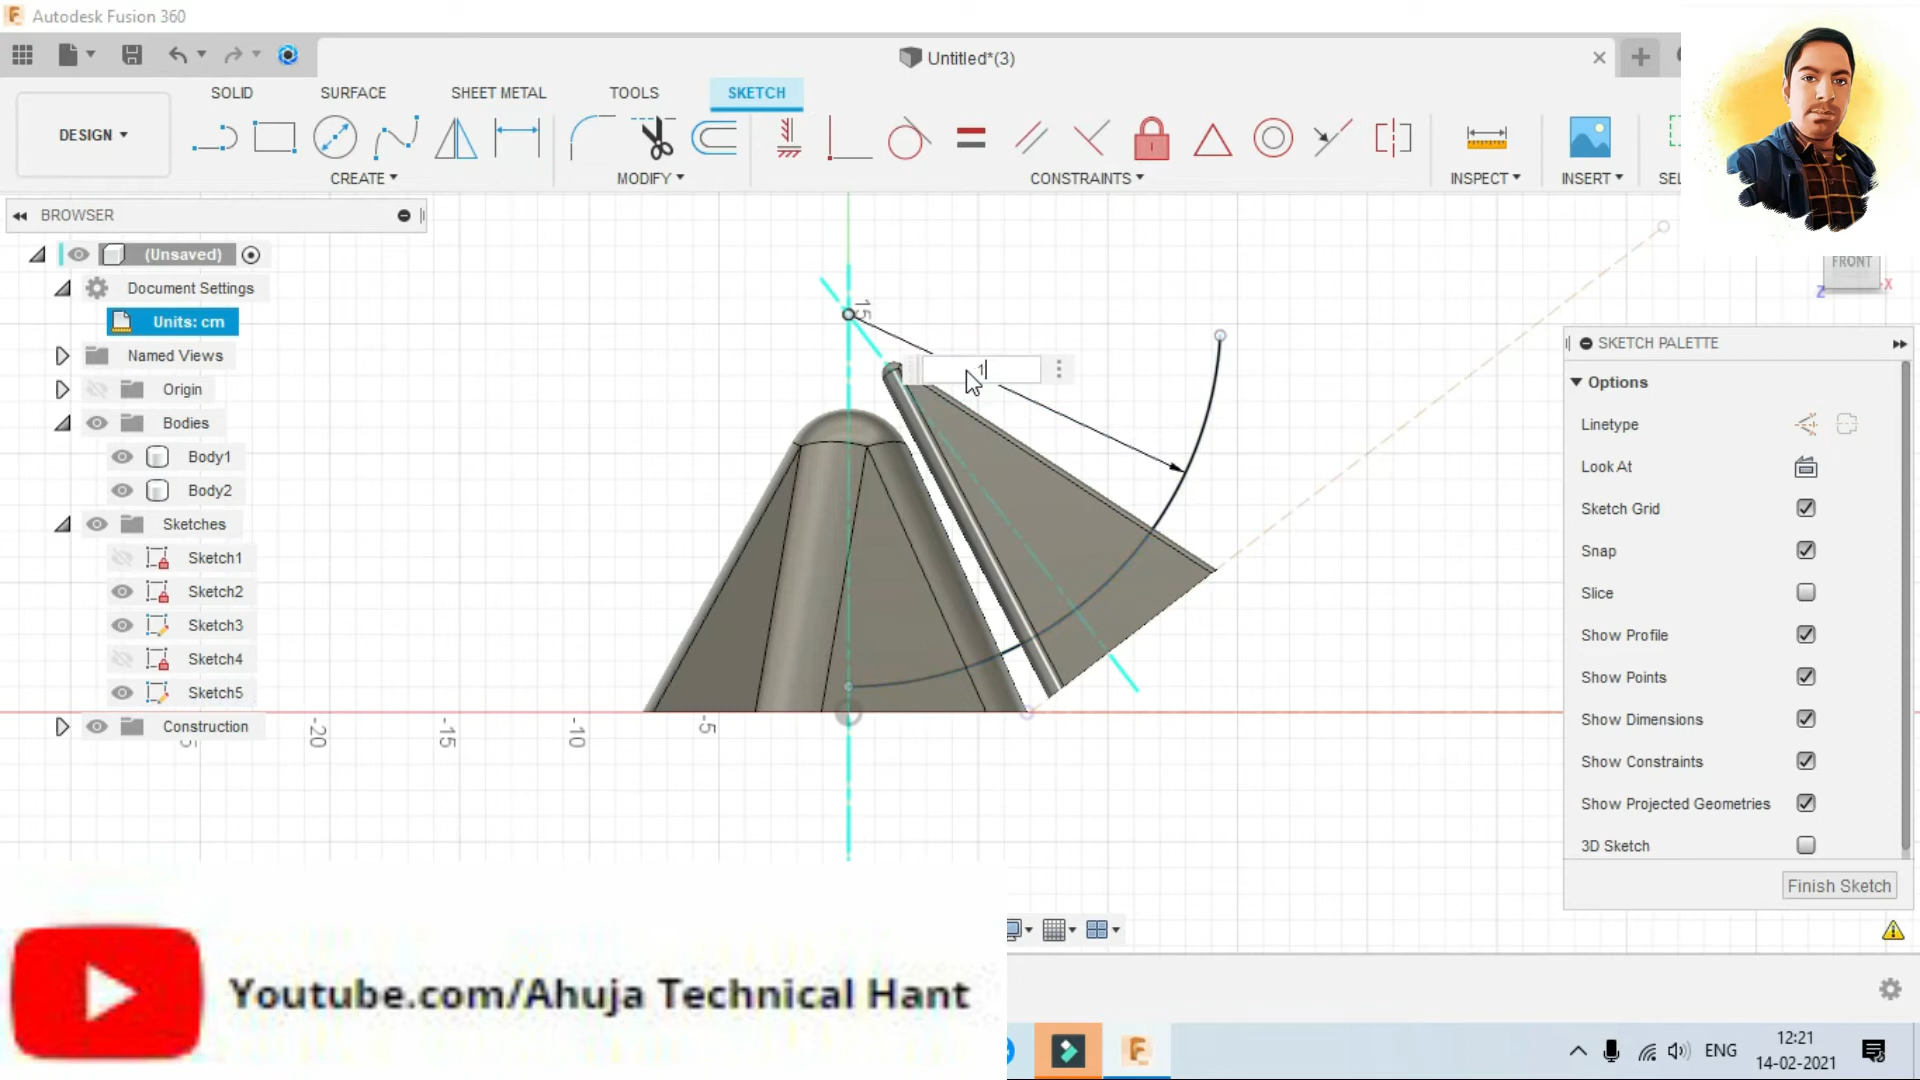 Autodesk Fusion 360
Untitled*(3)
SOLID SURFACE SHEET METAL TOOLS SKETCH
DESIGN
CREATE MODIFY CONSTRAINTS INSPECT INSERT SEL
BROWSER
(Unsaved)
Document Settings
Units: cm
Named Views
Origin
Bodies
Body1
Body2
Sketches
Sketch1
Sketch2
Sketch3
Sketch4
Sketch5
Construction
15
1
-20
-15
-10
-5
FRONT
X
Z
SKETCH PALETTE
Options
Linetype
Look At
Sketch Grid
Snap
Slice
Show Profile
Show Points
Show Dimensions
Show Constraints
Show Projected Geometries
3D Sketch
Finish Sketch
Youtube.com/Ahuja Technical Hant
ENG
12:21
14-02-2021